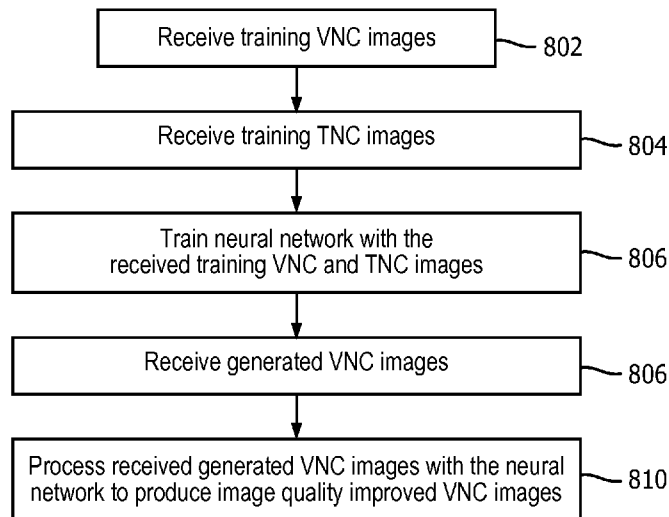 Receive training VNC images
802
Receive training TNC images
804
Train neural network with the
received training VNC and TNC images
806
Receive generated VNC images
806
Process received generated VNC images with the neural
network to produce image quality improved VNC images
810